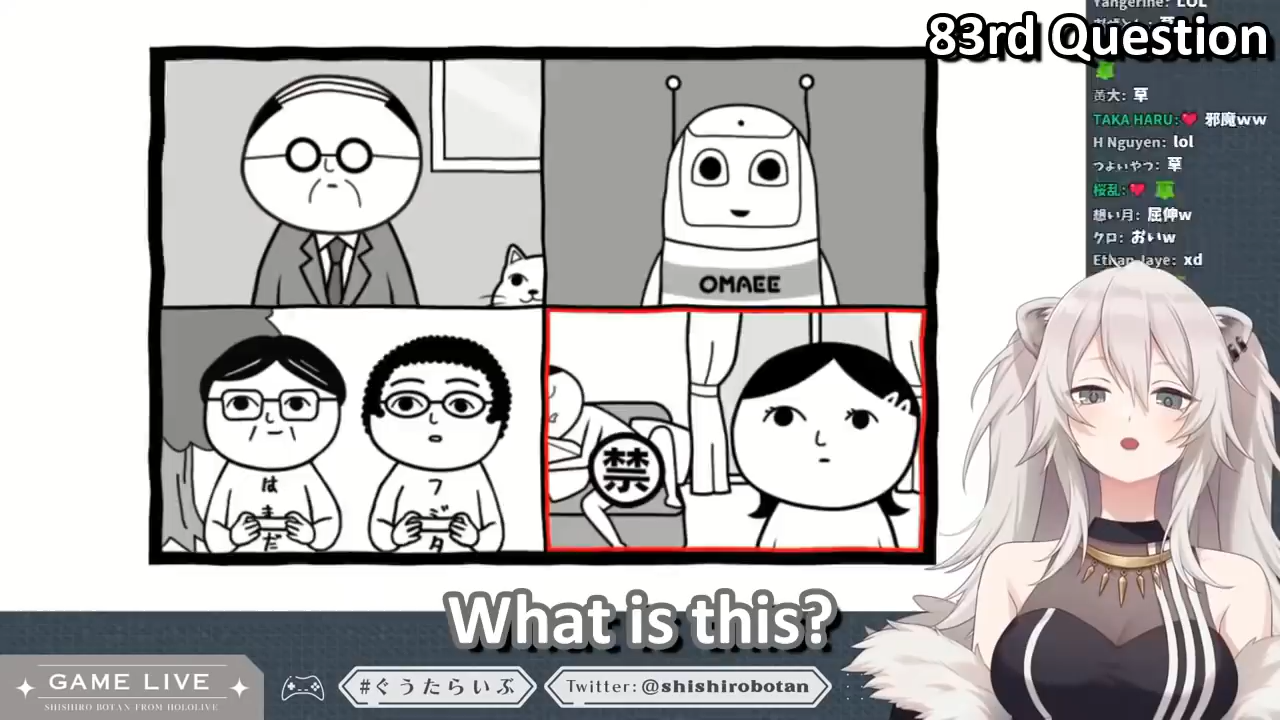 83rd Question
Yangerine: LOL
黃大: 草
TAKA HARU: 邪魔ww
H Nguyen: lol
つよいやつ: 草
桜乱:
想い月: 屈伸w
クロ: おいw
Ethan Jaye: xd
OMAEE
はまだ
フジタ
禁
What is this?
GAME LIVE
SHISHIRO BOTAN FROM HOLOLIVE
#ぐうたらいぶ
Twitter: @shishirobotan